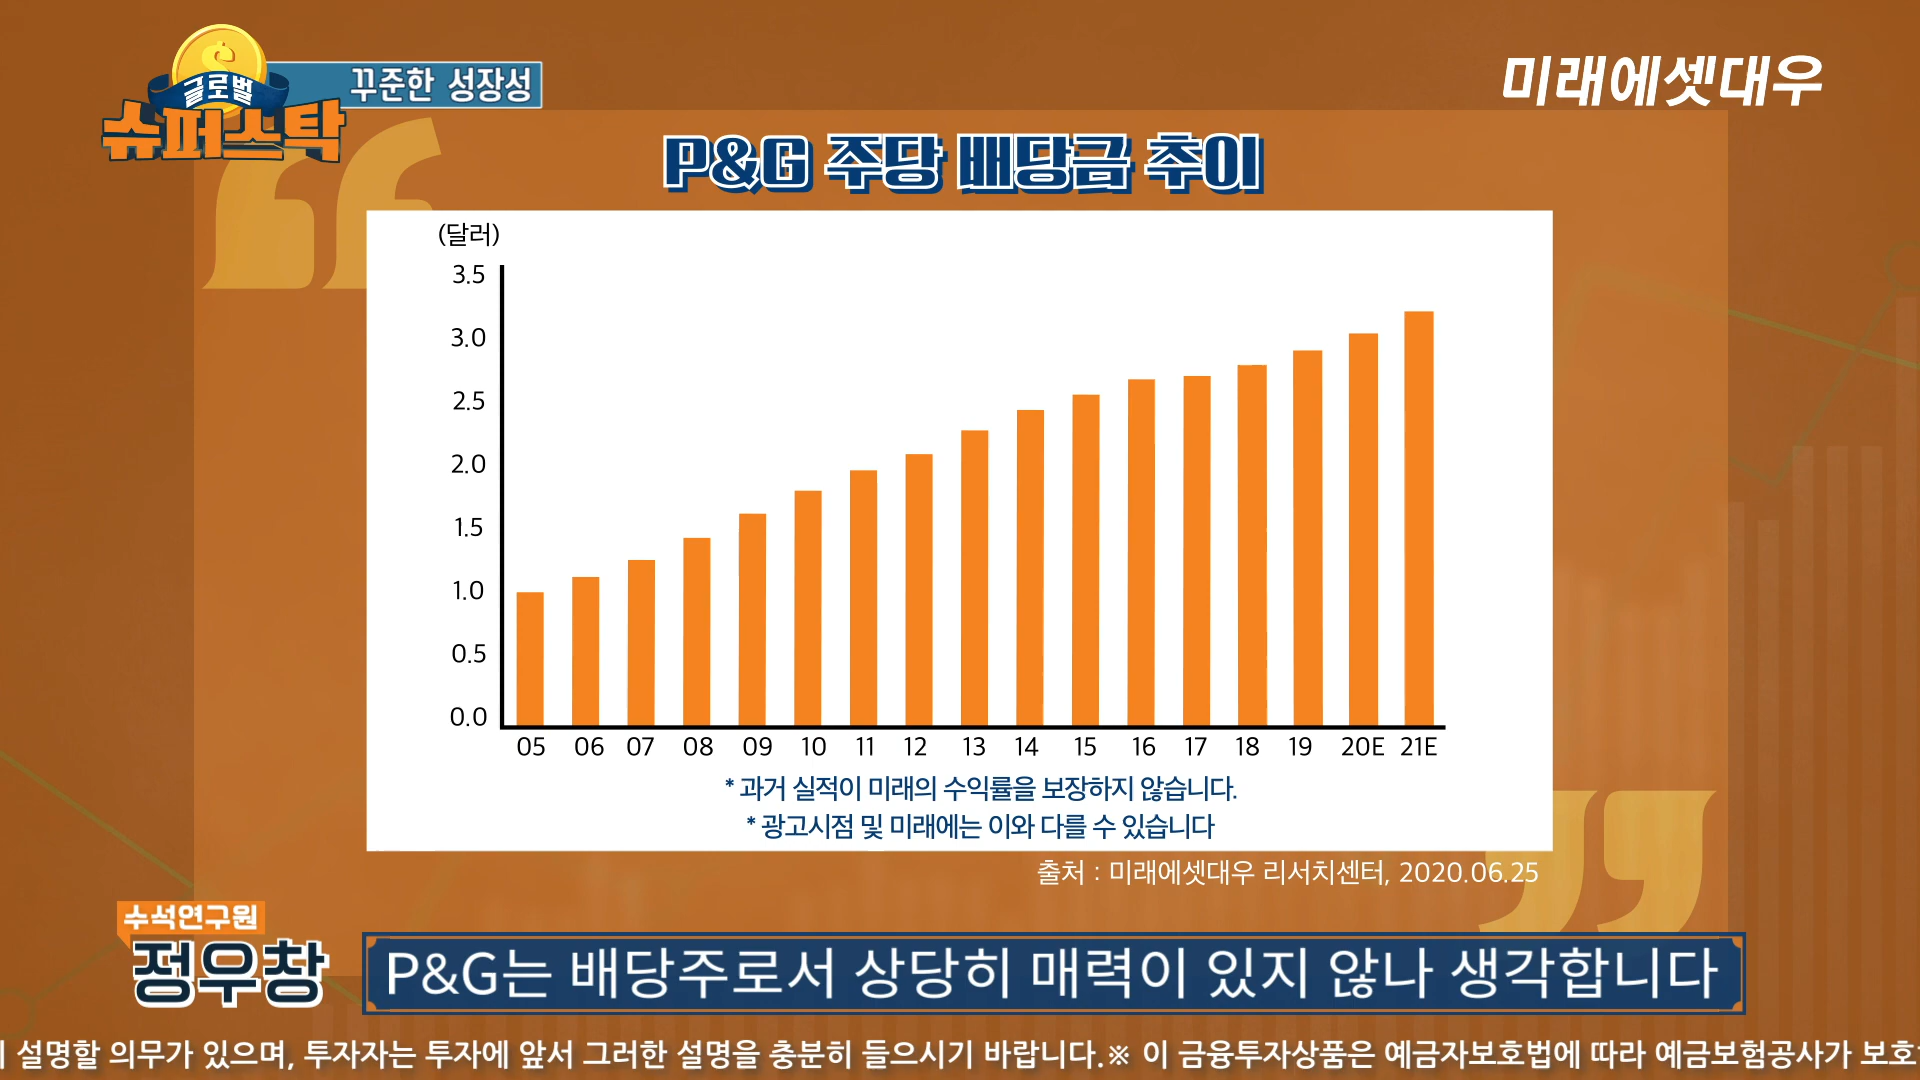 글로벌
슈퍼스탁
꾸준한 성장성
미래에셋대우
P&G 주당 배당금 추이
(달러)
3.5
3.0
2.5
2.0
1.5
1.0
0.5
0.0
05 06 07 08 09 10 11 12 13 14 15 16 17 18 19 20E 21E
* 과거 실적이 미래의 수익률을 보장하지 않습니다.
* 광고시점 및 미래에는 이와 다를 수 있습니다
출처 : 미래에셋대우 리서치센터, 2020.06.25
수석연구원
정우창
P&G는 배당주로서 상당히 매력이 있지 않나 생각합니다
설명할 의무가 있으며, 투자자는 투자에 앞서 그러한 설명을 충분히 들으시기 바랍니다.※ 이 금융투자상품은 예금자보호법에 따라 예금보험공사가 보호